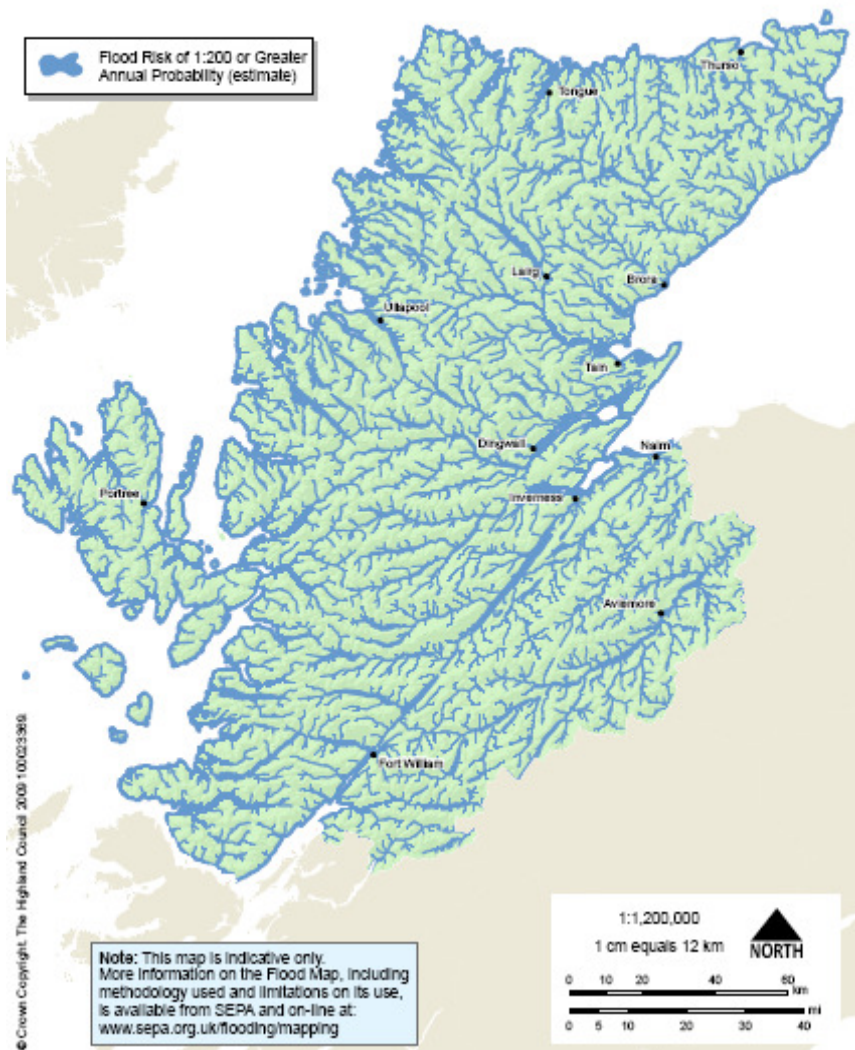 Flood Risk of 1:200 or Greater
Annual Probability (estimate)
Thurso
Tongue
Lairg
Brora
Ullapool
Tain
Dingwall
Nairn
Portree
Inverness
Aviemore
Fort William
© Crown Copyright. The Highland Council 2009 100023369.
Note: This map is indicative only.
More information on the Flood Map, including
methodology used and limitations on its use,
is available from SEPA and on-line at:
www.sepa.org.uk/flooding/mapping
1:1,200,000
1 cm equals 12 km
NORTH
0 20 40 60
km
mi
0 5 10 20 30 40